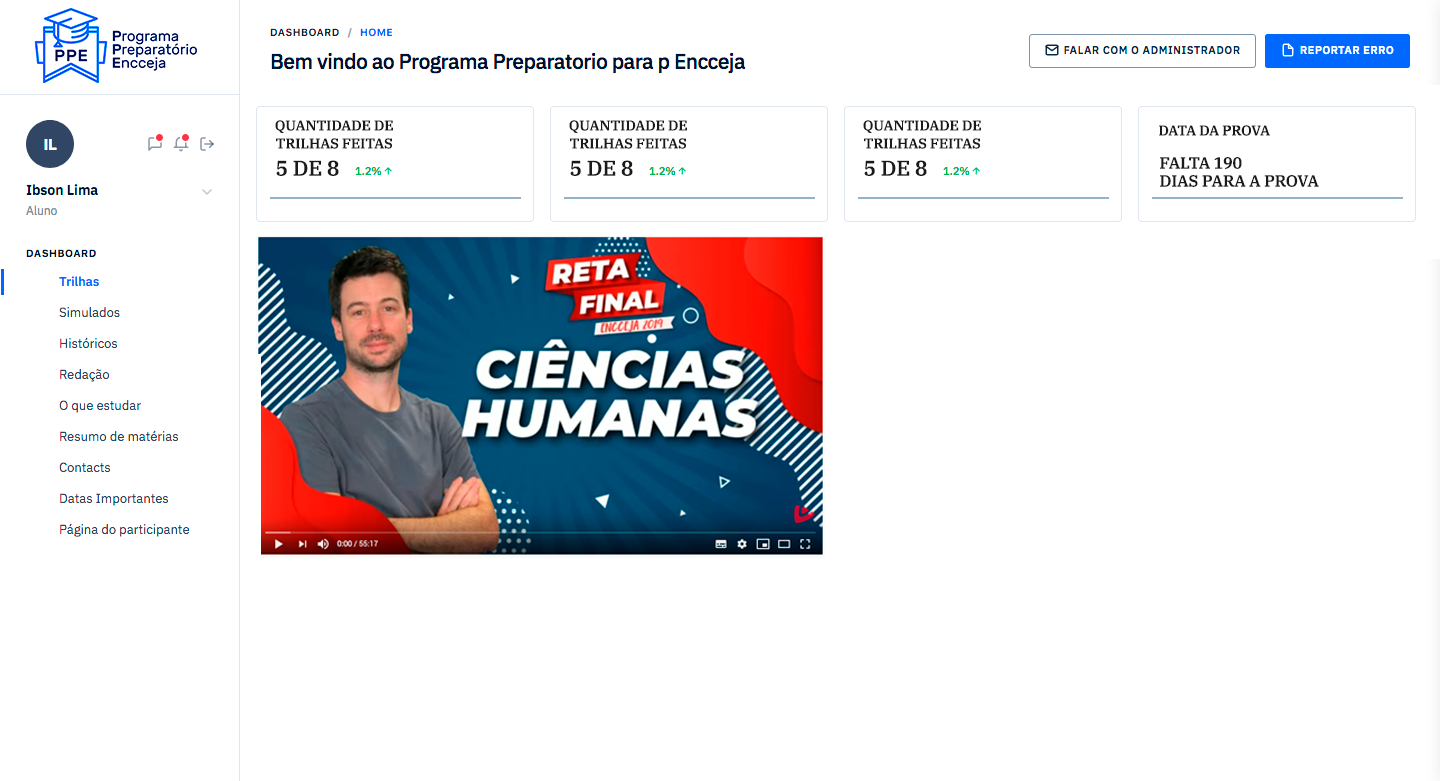 PPE
Programa
Preparatório
Encceja
DASHBOARD / HOME
Bem vindo ao Programa Preparatorio para p Encceja
FALAR COM O ADMINISTRADOR
REPORTAR ERRO
IL
Ibson Lima
Aluno
DASHBOARD
Trilhas
Simulados
Históricos
Redação
O que estudar
Resumo de matérias
Contacts
Datas Importantes
Página do participante
QUANTIDADE DE
TRILHAS FEITAS
5 DE 8 1.2%
QUANTIDADE DE
TRILHAS FEITAS
5 DE 8 1.2%
QUANTIDADE DE
TRILHAS FEITAS
5 DE 8 1.2%
DATA DA PROVA
FALTA 190
DIAS PARA A PROVA
RETA
FINAL
ENCCEJA 2019
CIÊNCIAS
HUMANAS
0:00 / 55:17